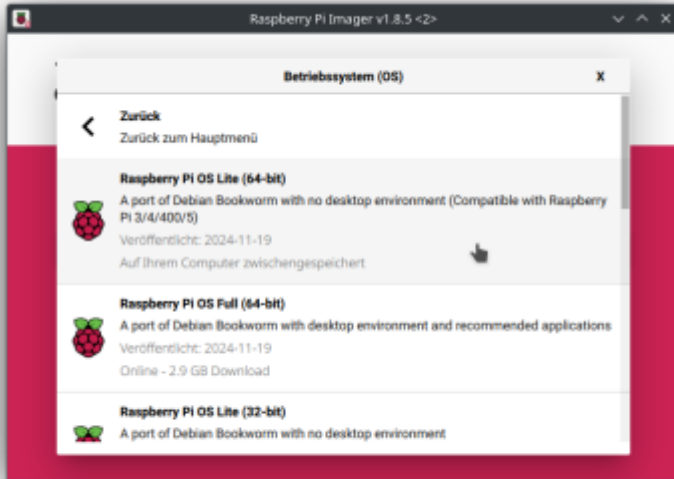 Raspberry Pi Imager v1.8.5 <2>
Betriebssystem (OS)
X
Zurück
Zurück zum Hauptmenü
Raspberry Pi OS Lite (64-bit)
A port of Debian Bookworm with no desktop environment (Compatible with Raspberry
Pi 3/4/400/5)
Veröffentlicht: 2024-11-19
Auf Ihrem Computer zwischengespeichert
Raspberry Pi OS Full (64-bit)
A port of Debian Bookworm with desktop environment and recommended applications
Veröffentlicht: 2024-11-19
Online - 2.9 GB Download
Raspberry Pi OS Lite (32-bit)
A port of Debian Bookworm with no desktop environment